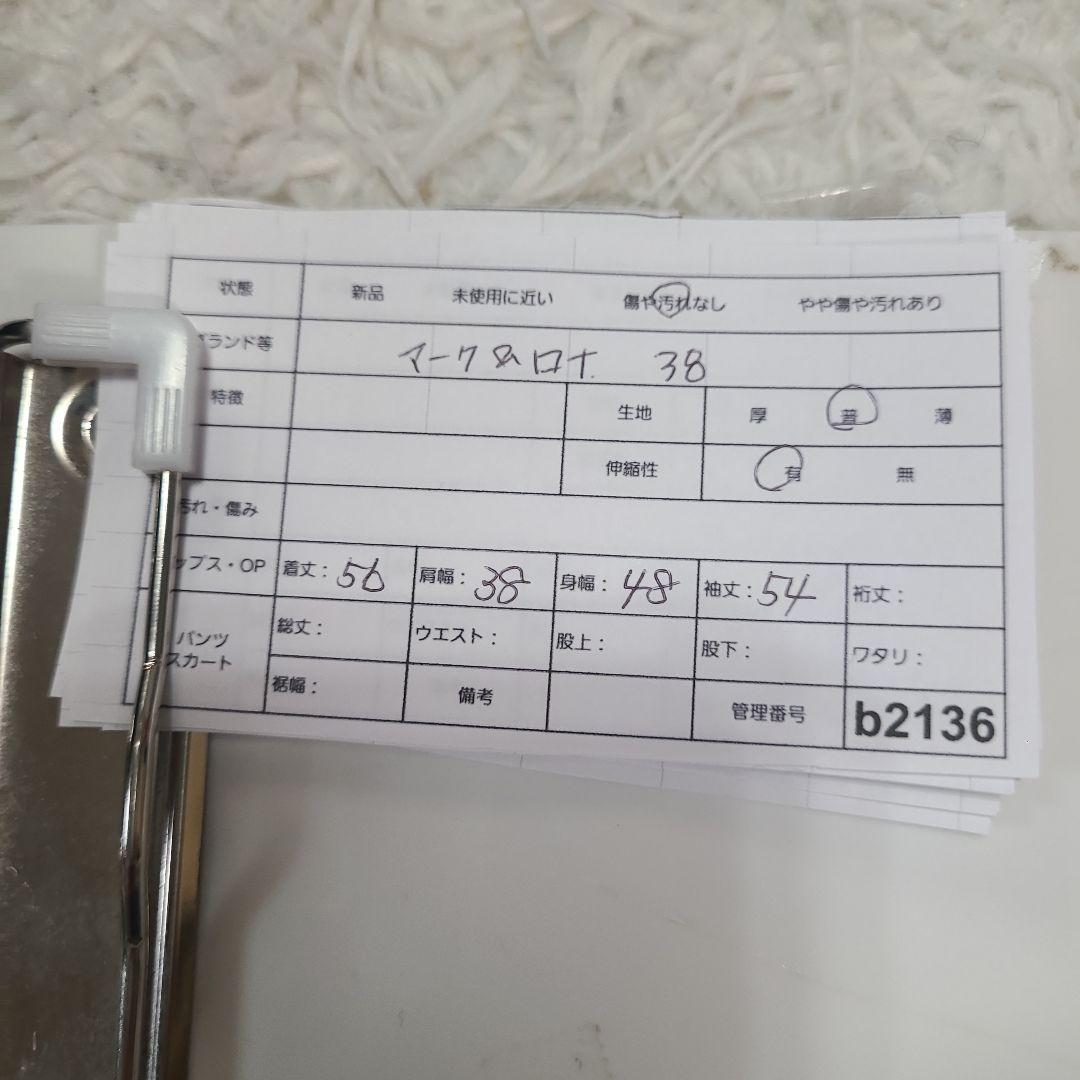 状態 新品 未使用に近い 傷や汚れなし やや傷や汚れあり
ランド等 マーク&ロナ 38
特徴 生地 厚 普 薄
伸縮性 有 無
汚れ・傷み
ップス・OP 着丈：56 肩幅：38 身幅：48 袖丈：54 裄丈：
パンツ 総丈： ウエスト： 股上： 股下： ワタリ：
スカート 裾幅： 備考 管理番号 b2136